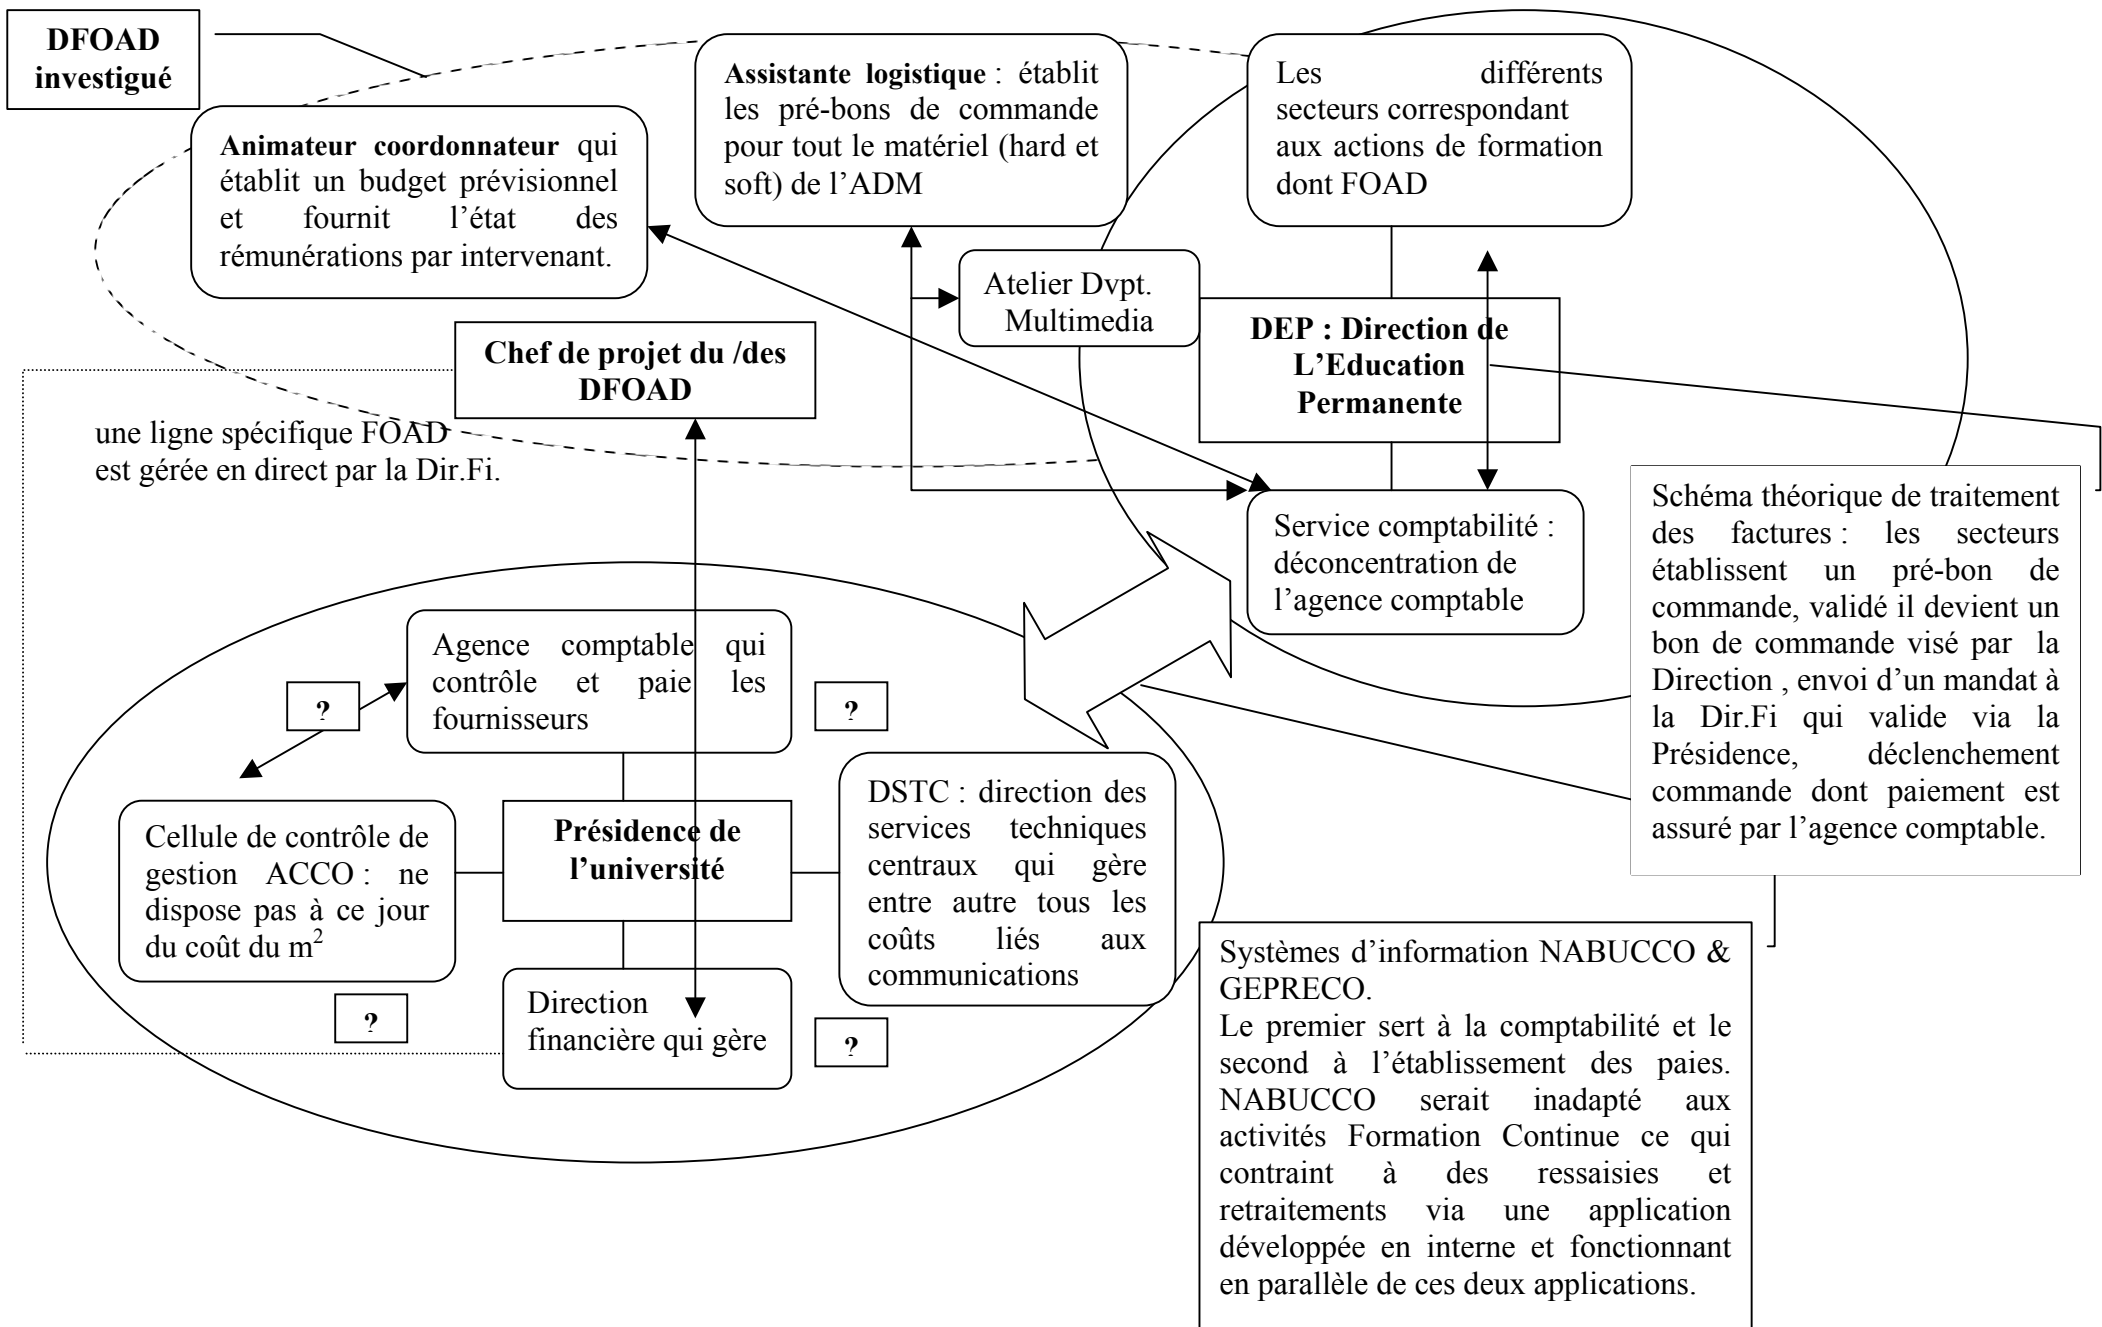 DFOAD
investigué
Assistante logistique : établit
les pré-bons de commande
pour tout le matériel (hard et
soft) de l’ADM
Les différents
secteurs correspondant
aux actions de formation
dont FOAD
Animateur coordonnateur qui
établit un budget prévisionnel
et fournit l’état des
rémunérations par intervenant.
Atelier Dvpt.
Multimedia
DEP : Direction de
L’Education
Permanente
Chef de projet du /des
DFOAD
une ligne spécifique FOAD
est gérée en direct par la Dir.Fi.
Service comptabilité :
déconcentration de
l’agence comptable
Schéma théorique de traitement
des factures : les secteurs
établissent un pré-bon de
commande, validé il devient un
bon de commande visé par la
Direction , envoi d’un mandat à
la Dir.Fi qui valide via la
Présidence, déclenchement
commande dont paiement est
assuré par l’agence comptable.
Agence comptable qui
contrôle et paie les
fournisseurs
?
?
Cellule de contrôle de
gestion ACCO : ne
dispose pas à ce jour
du coût du m²
Présidence de
l’université
DSTC : direction des
services techniques
centraux qui gère
entre autre tous les
coûts liés aux
communications
Direction
financière qui gère
?
?
Systèmes d’information NABUCCO &
GEPRECO.
Le premier sert à la comptabilité et le
second à l’établissement des paies.
NABUCCO serait inadapté aux
activités Formation Continue ce qui
contraint à des ressaisies et
retraitements via une application
développée en interne et fonctionnant
en parallèle de ces deux applications.